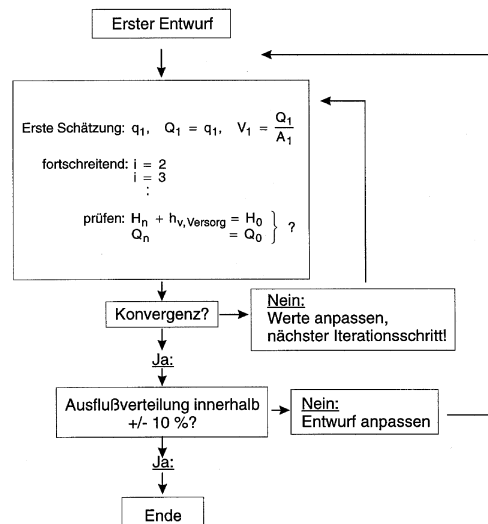 Erster Entwurf
Erste Schätzung: q1, Q1 = q1, V1 = Q1/A1
fortschreitend: i = 2
i = 3
:
prüfen: Hn + hv,Versorg = H0
Qn = Q0 } ?
Konvergenz?
Nein:
Werte anpassen,
nächster Iterationsschritt!
Ja:
Ausflußverteilung innerhalb
+/- 10 %?
Nein:
Entwurf anpassen
Ja:
Ende